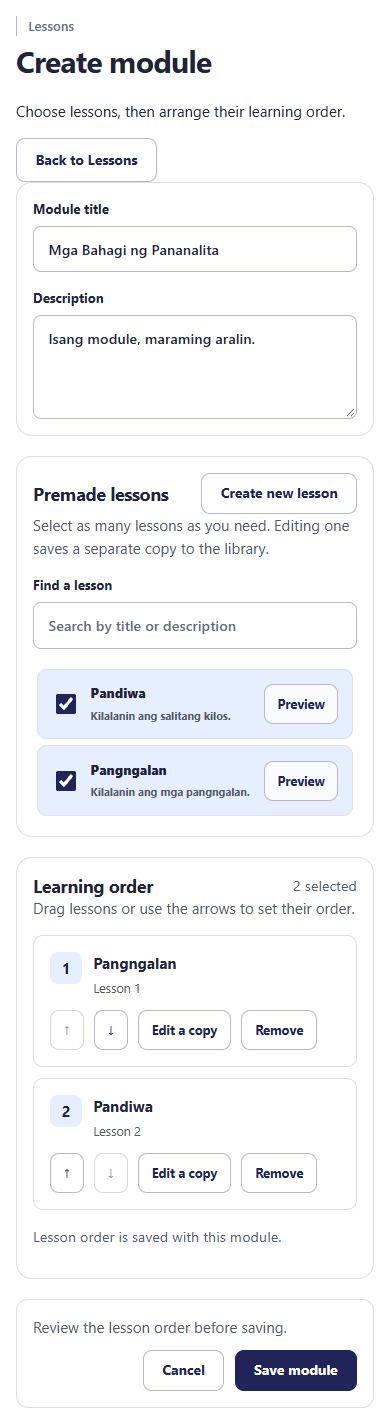 Lessons
Create module
Choose lessons, then arrange their learning order.
Back to Lessons
Module title
Mga Bahagi ng Pananalita
Description
Isang module, maraming aralin.
Premade lessons
Create new lesson
Select as many lessons as you need. Editing one
saves a separate copy to the library.
Find a lesson
Search by title or description
Pandiwa
Kilalanin ang salitang kilos.
Preview
Pangngalan
Kilalanin ang mga pangngalan.
Preview
Learning order
2 selected
Drag lessons or use the arrows to set their order.
1
Pangngalan
Lesson 1
↑ ↓ Edit a copy Remove
2
Pandiwa
Lesson 2
↑ ↓ Edit a copy Remove
Lesson order is saved with this module.
Review the lesson order before saving.
Cancel Save module